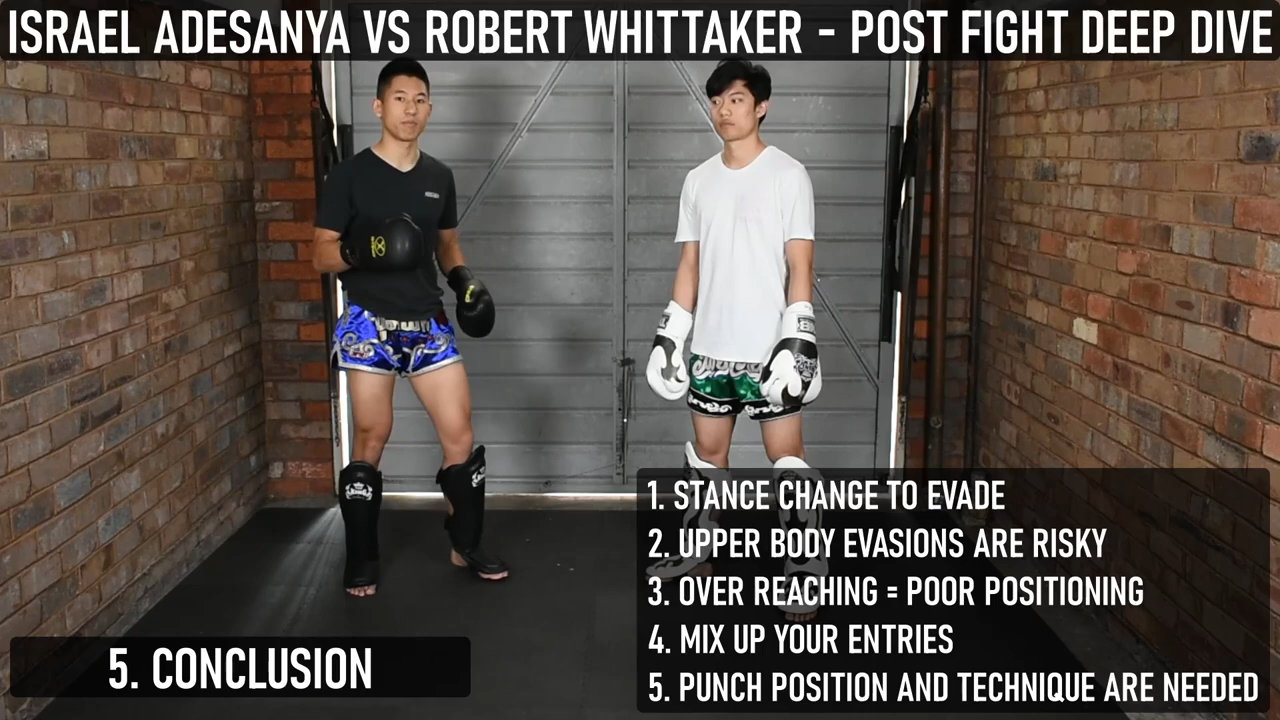 ISRAEL ADESANYA VS ROBERT WHITTAKER - POST FIGHT DEEP DIVE
1. STANCE CHANGE TO EVADE
2. UPPER BODY EVASIONS ARE RISKY
3. OVER REACHING = POOR POSITIONING
4. MIX UP YOUR ENTRIES
5. PUNCH POSITION AND TECHNIQUE ARE NEEDED
5. CONCLUSION